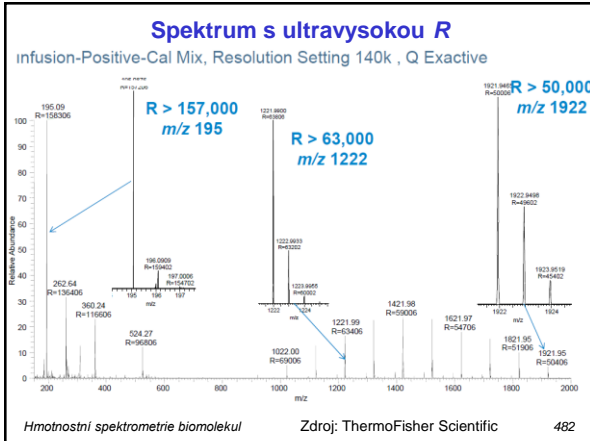 Spektrum s ultravysokou R
Infusion-Positive-Cal Mix, Resolution Setting 140k , Q Exactive
R > 157,000
m/z 195
R > 63,000
m/z 1222
R > 50,000
m/z 1922
195.09
R=158306
196.0909
R=159402
197.0006
R=154702
195 196 197
m/z
1221.9900
R=63806
1222.9933
R=63202
1223.9955
R=60002
1222 1224
m/z
R=50006
1922.9498
R=49602
1923.9519
R=45402
1922 1924
m/z
262.64
R=136406
360.24
R=116606
524.27
R=96806
1022.00
R=69006
1221.99
R=63406
1421.98
R=59006
1621.97
R=54706
1821.95
R=51906
1921.95
R=50406
Relative Abundance
100
90
80
70
60
50
40
30
20
10
0
200 400 600 800 1000 1200 1400 1600 1800 2000
m/z
Hmotnostní spektrometrie biomolekul
Zdroj: ThermoFisher Scientific
482